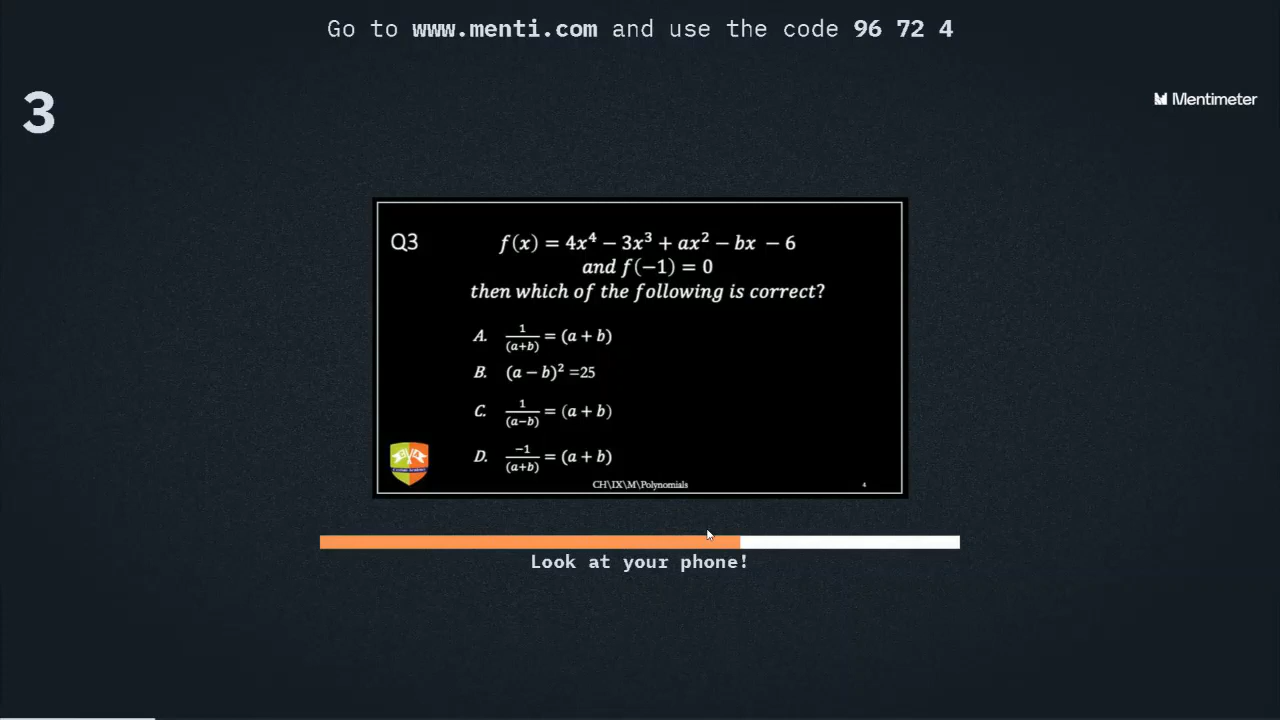 Go to www.menti.com and use the code 96 72 4
3
Mentimeter
Q3
f(x) = 4x⁴ − 3x³ + ax² − bx − 6
and f(−1) = 0
then which of the following is correct?
A. 1/(a+b) = (a + b)
B. (a − b)² =25
C. 1/(a−b) = (a + b)
D. −1/(a+b) = (a + b)
CH\IX\M\Polynomials
4
Look at your phone!